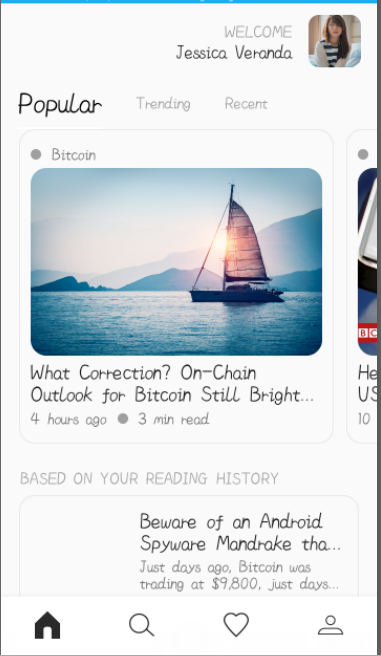 WELCOME
Jessica Veranda
Popular
Trending
Recent
Bitcoin
What Correction? On-Chain
Outlook for Bitcoin Still Bright...
4 hours ago
3 min read
He
US
10
BASED ON YOUR READING HISTORY
Beware of an Android
Spyware Mandrake tha...
Just days ago, Bitcoin was
trading at $9,800, just days...